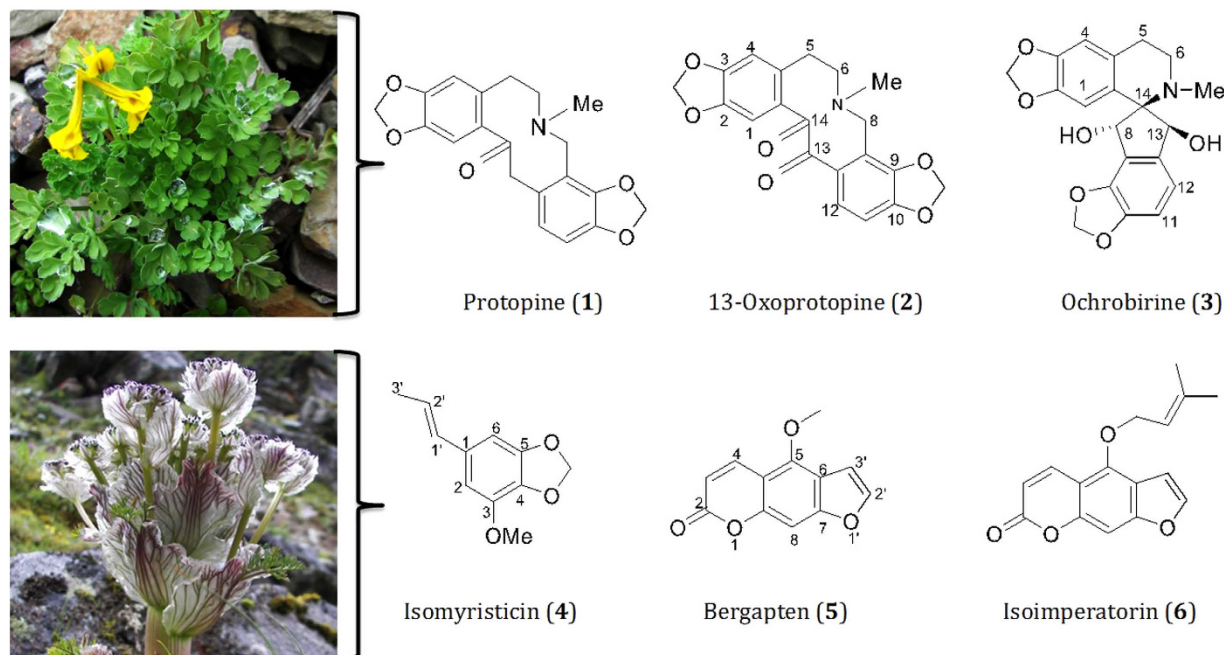 O
O
Me
N
O
O
O
Protopine (1)
4
5
3
6
O
Me
N
O
2
1
14
8
O
13
9
O
O
12
10
O
13-Oxoprotopine (2)
4
5
6
O
O
1
14
N
Me
HO
8
13
OH
O
12
11
O
Ochrobirine (3)
3'
2'
1'
1
6
5
O
2
4
O
3
OMe
Isomyristicin (4)
O
4
5
6
3'
2'
2
O
O
1
8
7
O
1'
Bergapten (5)
O
O
O
O
Isoimperatorin (6)